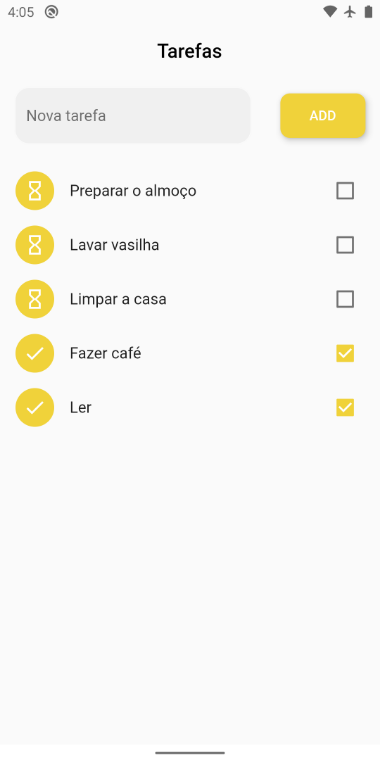 4:05
Tarefas
Nova tarefa
ADD
Preparar o almoço
Lavar vasilha
Limpar a casa
Fazer café
Ler